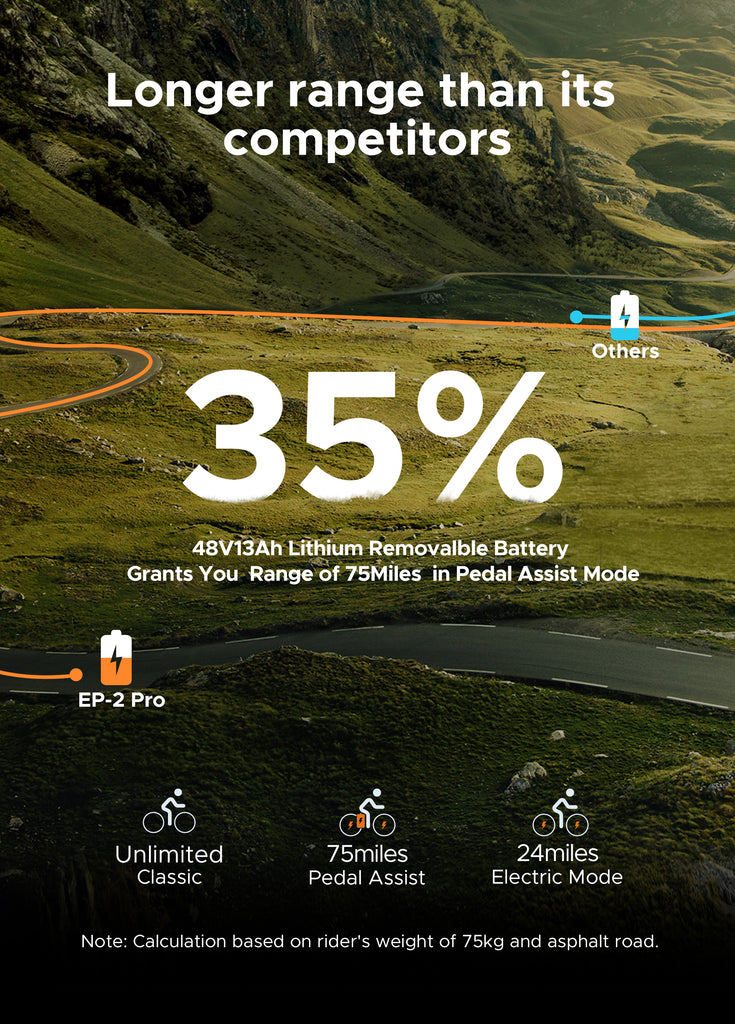 Longer range than its
competitors
Others
35%
48V13Ah Lithium Removalble Battery
Grants You Range of 75Miles in Pedal Assist Mode
EP-2 Pro
Unlimited
Classic
75miles
Pedal Assist
24miles
Electric Mode
Note: Calculation based on rider's weight of 75kg and asphalt road.